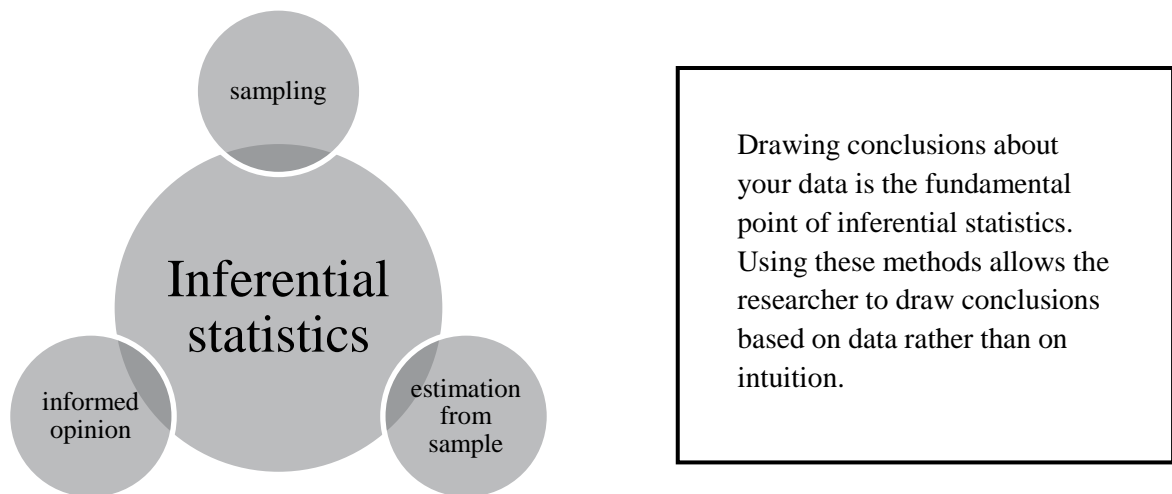 sampling
Inferential
statistics
informed
opinion
estimation
from
sample
Drawing conclusions about
your data is the fundamental
point of inferential statistics.
Using these methods allows the
researcher to draw conclusions
based on data rather than on
intuition.